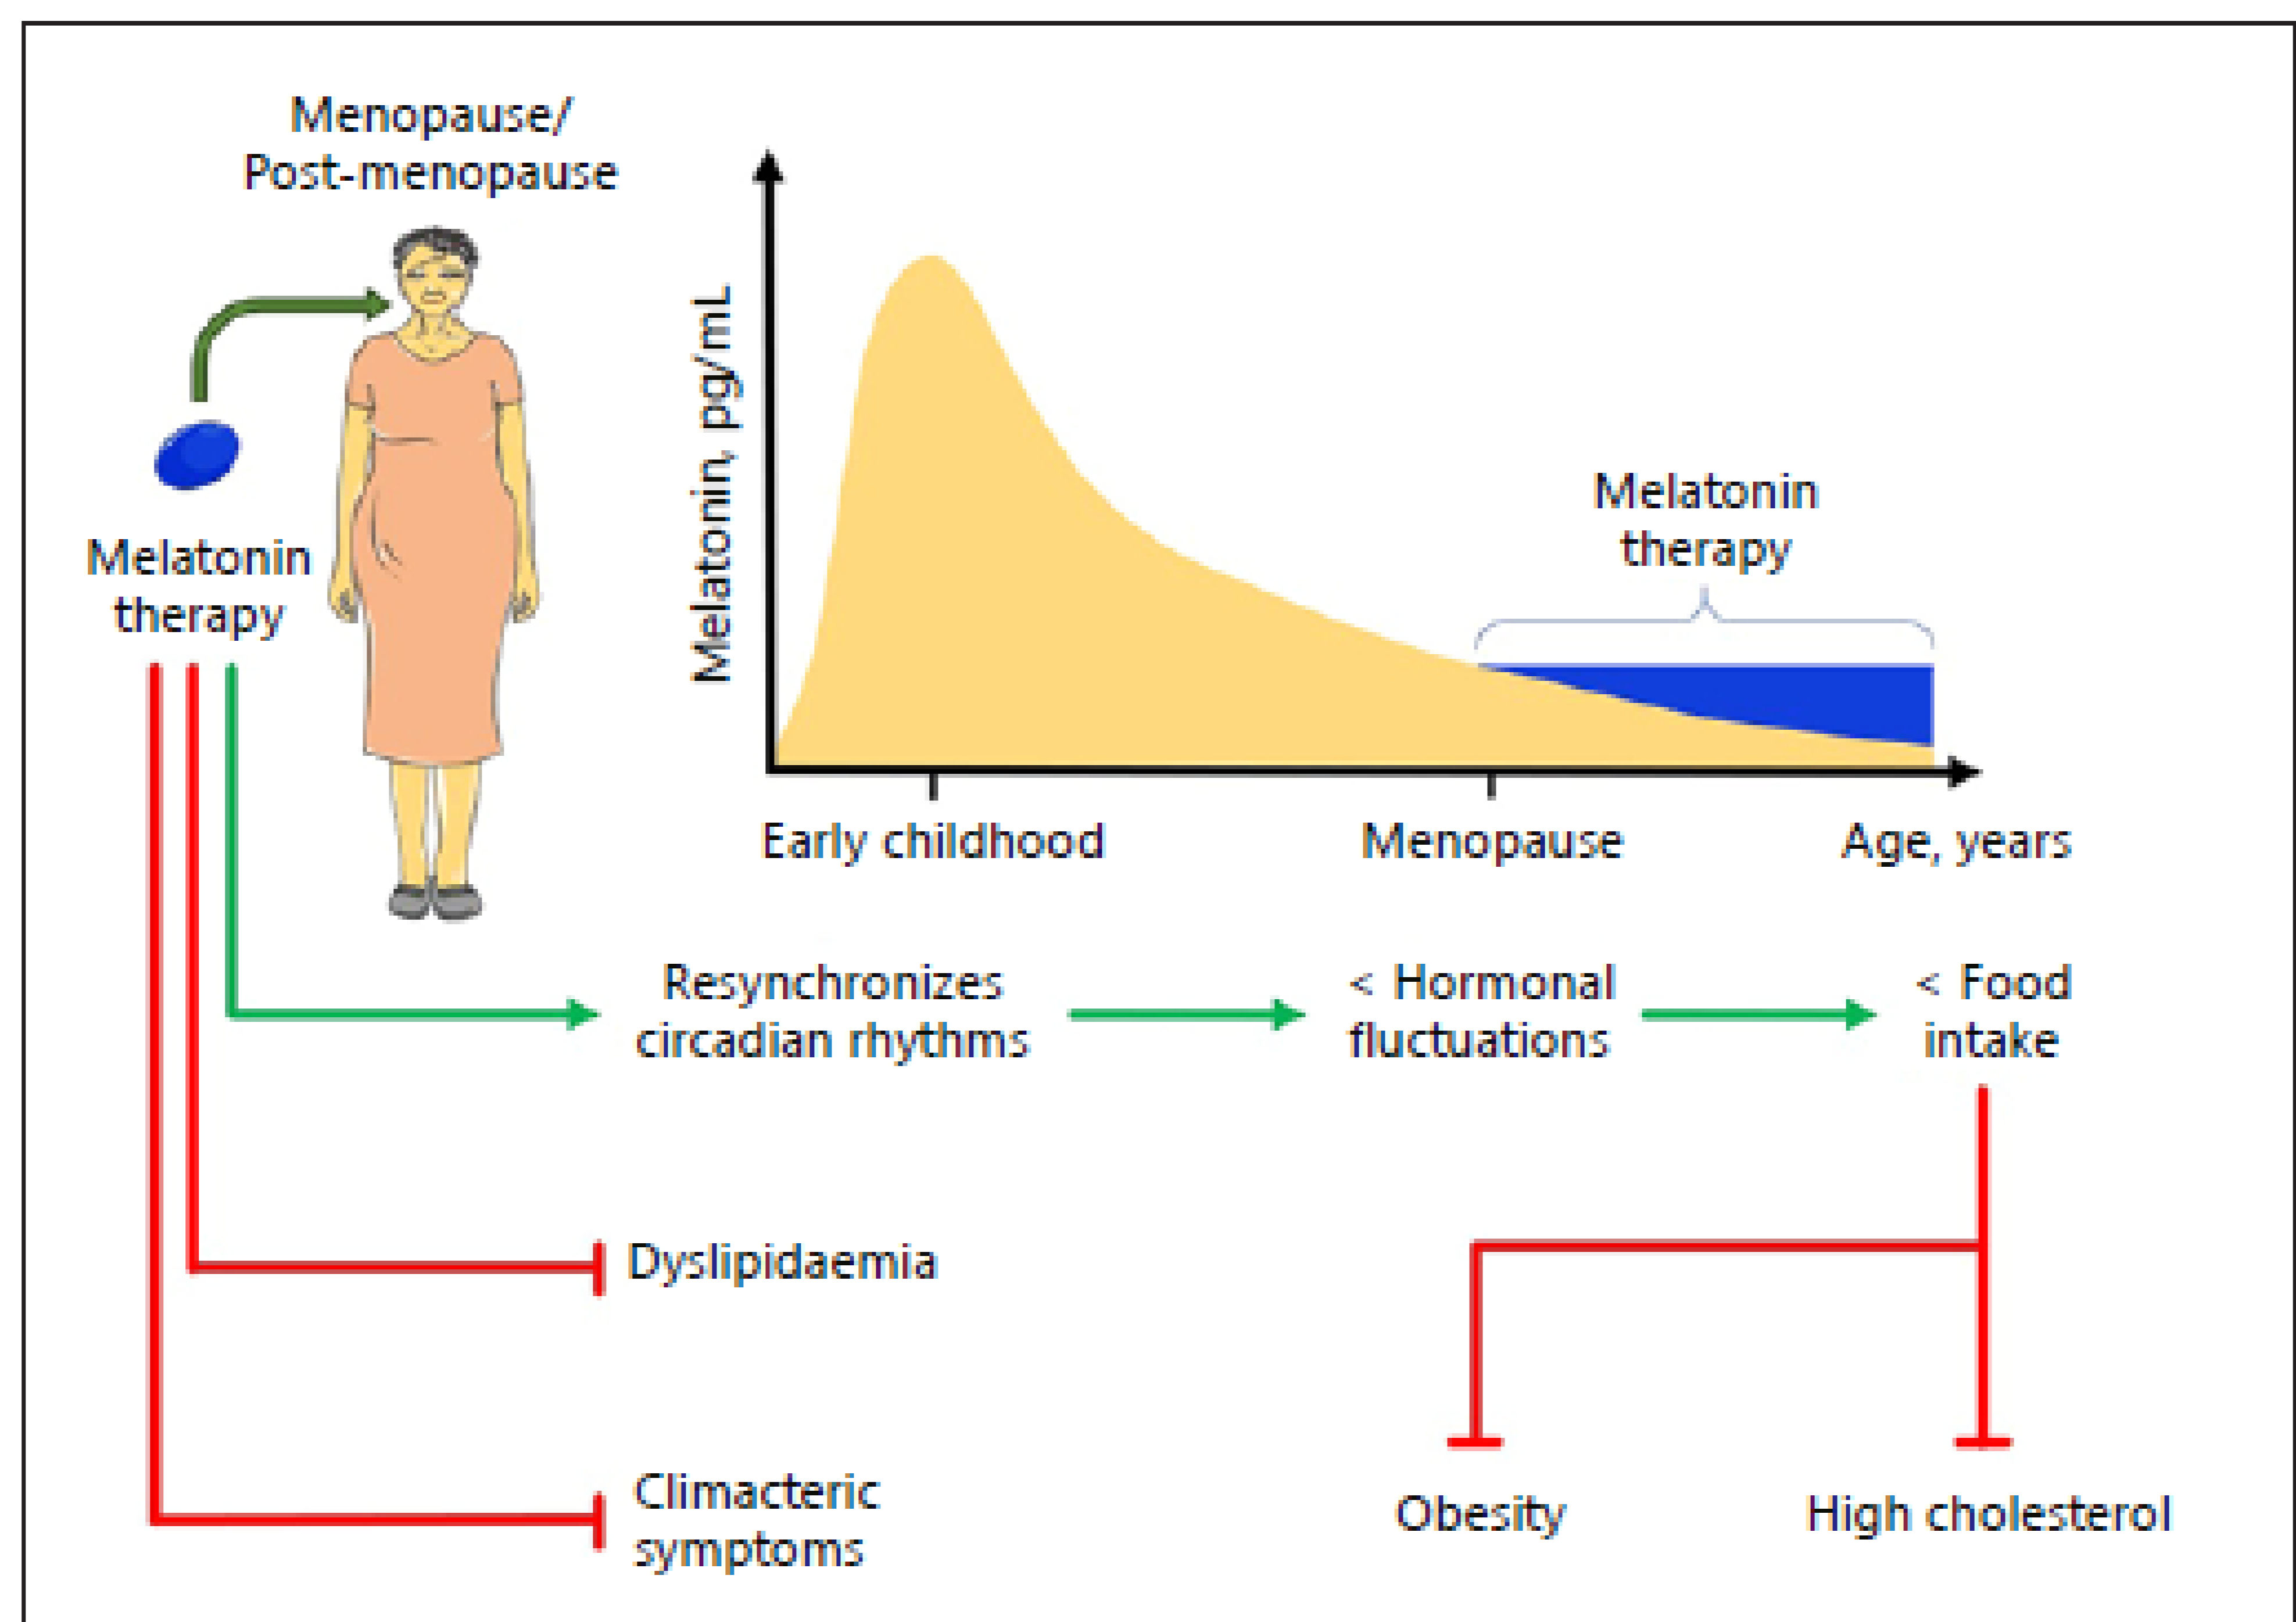 Menopause/
Post-menopause
Melatonin
therapy
Melatonin, pg/mL
Melatonin
therapy
Early childhood
Menopause
Age, years
Resynchronizes
circadian rhythms
< Hormonal
fluctuations
< Food
intake
Dyslipidaemia
Climacteric
symptoms
Obesity
High cholesterol